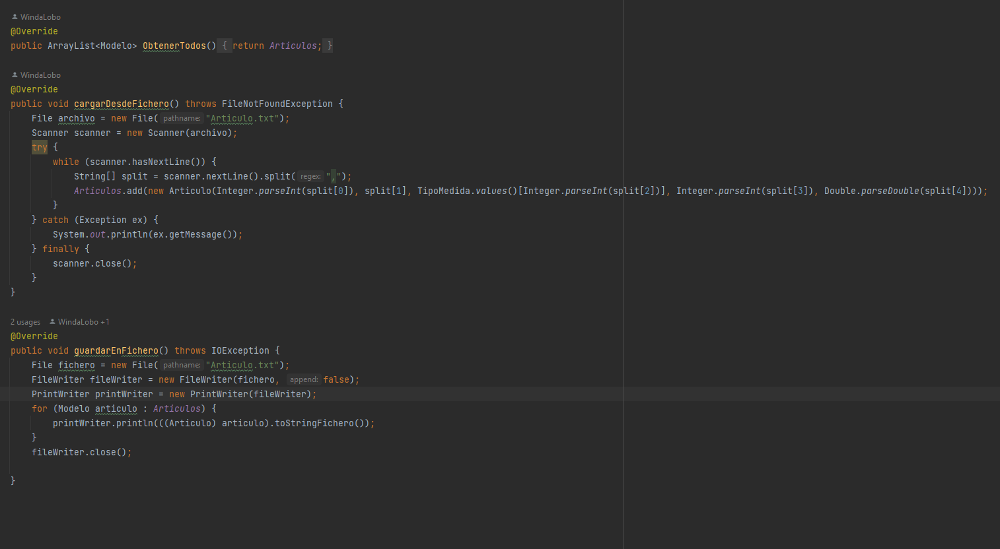 WindaLobo
@Override
public ArrayList<Modelo> ObtenerTodos() { return Articulos; }
WindaLobo
@Override
public void cargarDesdeFichero() throws FileNotFoundException {
File archivo = new File( pathname: "Articulo.txt");
Scanner scanner = new Scanner(archivo);
try {
while (scanner.hasNextLine()) {
String[] split = scanner.nextLine().split( regex: ",");
Articulos.add(new Articulo(Integer.parseInt(split[0]), split[1], TipoMedida.values()[Integer.parseInt(split[2])], Integer.parseInt(split[3]), Double.parseDouble(split[4])));
}
} catch (Exception ex) {
System.out.println(ex.getMessage());
} finally {
scanner.close();
}
}
2 usages WindaLobo +1
@Override
public void guardarEnFichero() throws IOException {
File fichero = new File( pathname: "Articulo.txt");
FileWriter fileWriter = new FileWriter(fichero, append: false);
PrintWriter printWriter = new PrintWriter(fileWriter);
for (Modelo articulo : Articulos) {
printWriter.println(((Articulo) articulo).toStringFichero());
}
fileWriter.close();
}